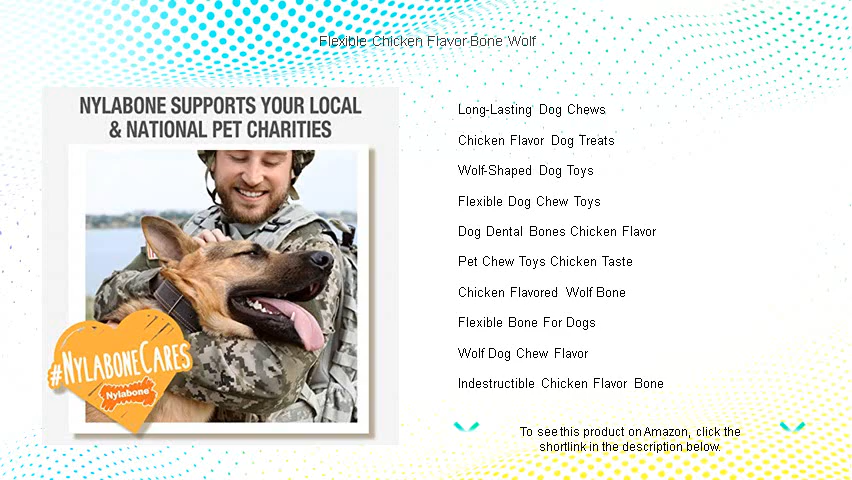 Flexible Chicken Flavor Bone Wolf
NYLABONE SUPPORTS YOUR LOCAL
& NATIONAL PET CHARITIES
#NYLABONECARES
Nylabone
Long-Lasting Dog Chews
Chicken Flavor Dog Treats
Wolf-Shaped Dog Toys
Flexible Dog Chew Toys
Dog Dental Bones Chicken Flavor
Pet Chew Toys Chicken Taste
Chicken Flavored Wolf Bone
Flexible Bone For Dogs
Wolf Dog Chew Flavor
Indestructible Chicken Flavor Bone
To see this product on Amazon, click the
shortlink in the description below.